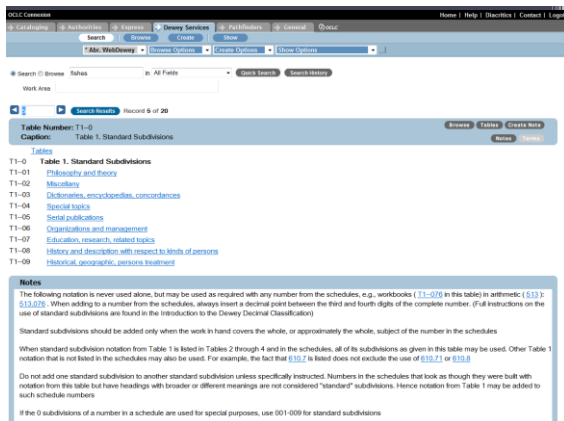 OCLC Connexion
Home | Help | Diacritics | Contact | Logo
Cataloging Authorities Express Dewey Services Pathfinders General OCLC
Search Browse Create Show
*Abr. WebDewey Browse Options Create Options Show Options
Search Browse fishes in All Fields Quick Search Search History
Work Area
Search Results Record 5 of 20
Table Number: T1--0 Browse Tables Create Note
Caption: Table 1. Standard Subdivisions Notes Terms
Tables
T1--0 Table 1. Standard Subdivisions
T1--01 Philosophy and theory
T1--02 Miscellany
T1--03 Dictionaries, encyclopedias, concordances
T1--04 Special topics
T1--05 Serial publications
T1--06 Organizations and management
T1--07 Education, research, related topics
T1--08 History and description with respect to kinds of persons
T1--09 Historical, geographic, persons treatment
Notes
The following notation is never used alone, but may be used as required with any number from the schedules, e.g., workbooks ( T1--076 in this table) in arithmetic ( 513 ):
513.076 . When adding to a number from the schedules, always insert a decimal point between the third and fourth digits of the complete number. (Full instructions on the
use of standard subdivisions are found in the Introduction to the Dewey Decimal Classification)
Standard subdivisions should be added only when the work in hand covers the whole, or approximately the whole, subject of the number in the schedules
When standard subdivision notation from Table 1 is listed in Tables 2 through 4 and in the schedules, all of its subdivisions as given in this table may be used. Other Table 1
notation that is not listed in the schedules may also be used. For example, the fact that 610.7 is listed does not exclude the use of 610.71 or 610.8
Do not add one standard subdivision to another standard subdivision unless specifically instructed. Numbers in the schedules that look as though they were built with
notation from this table but have headings with broader or different meanings are not considered "standard" subdivisions. Hence notation from Table 1 may be added to
such schedule numbers
If the 0 subdivisions of a number in a schedule are used for special purposes, use 001-009 for standard subdivisions